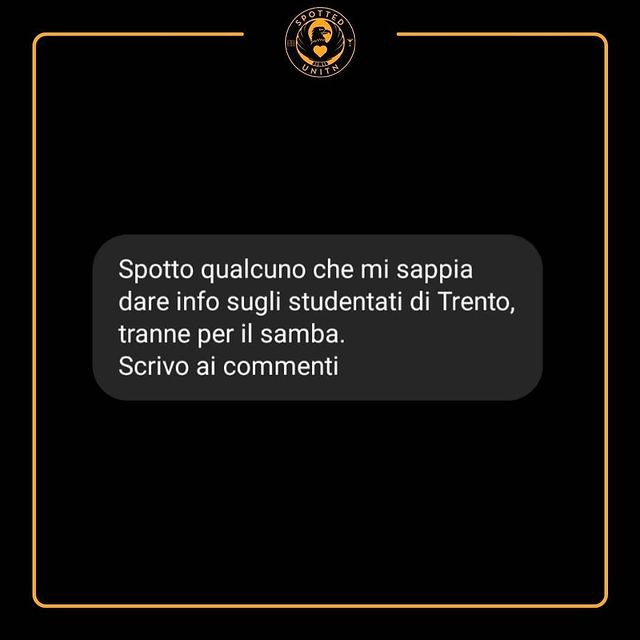 SPOTTED
UNITN
Spotto qualcuno che mi sappia
dare info sugli studentati di Trento,
tranne per il samba.
Scrivo ai commenti